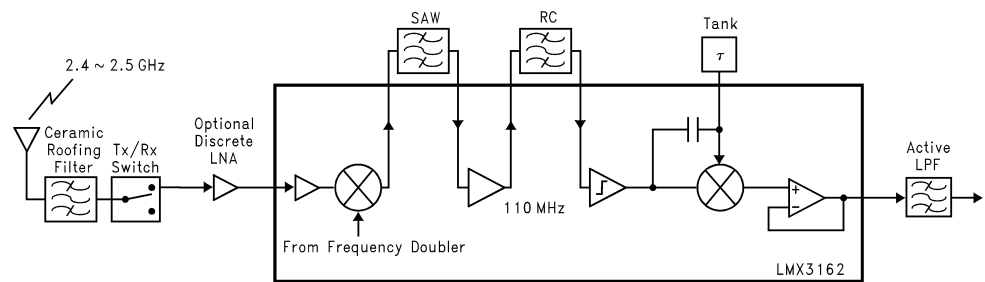 SAW
RC
Tank
τ
2.4 ~ 2.5 GHz
Ceramic
Roofing
Filter
Tx/Rx
Switch
Optional
Discrete
LNA
110 MHz
+
−
Active
LPF
From Frequency Doubler
LMX3162